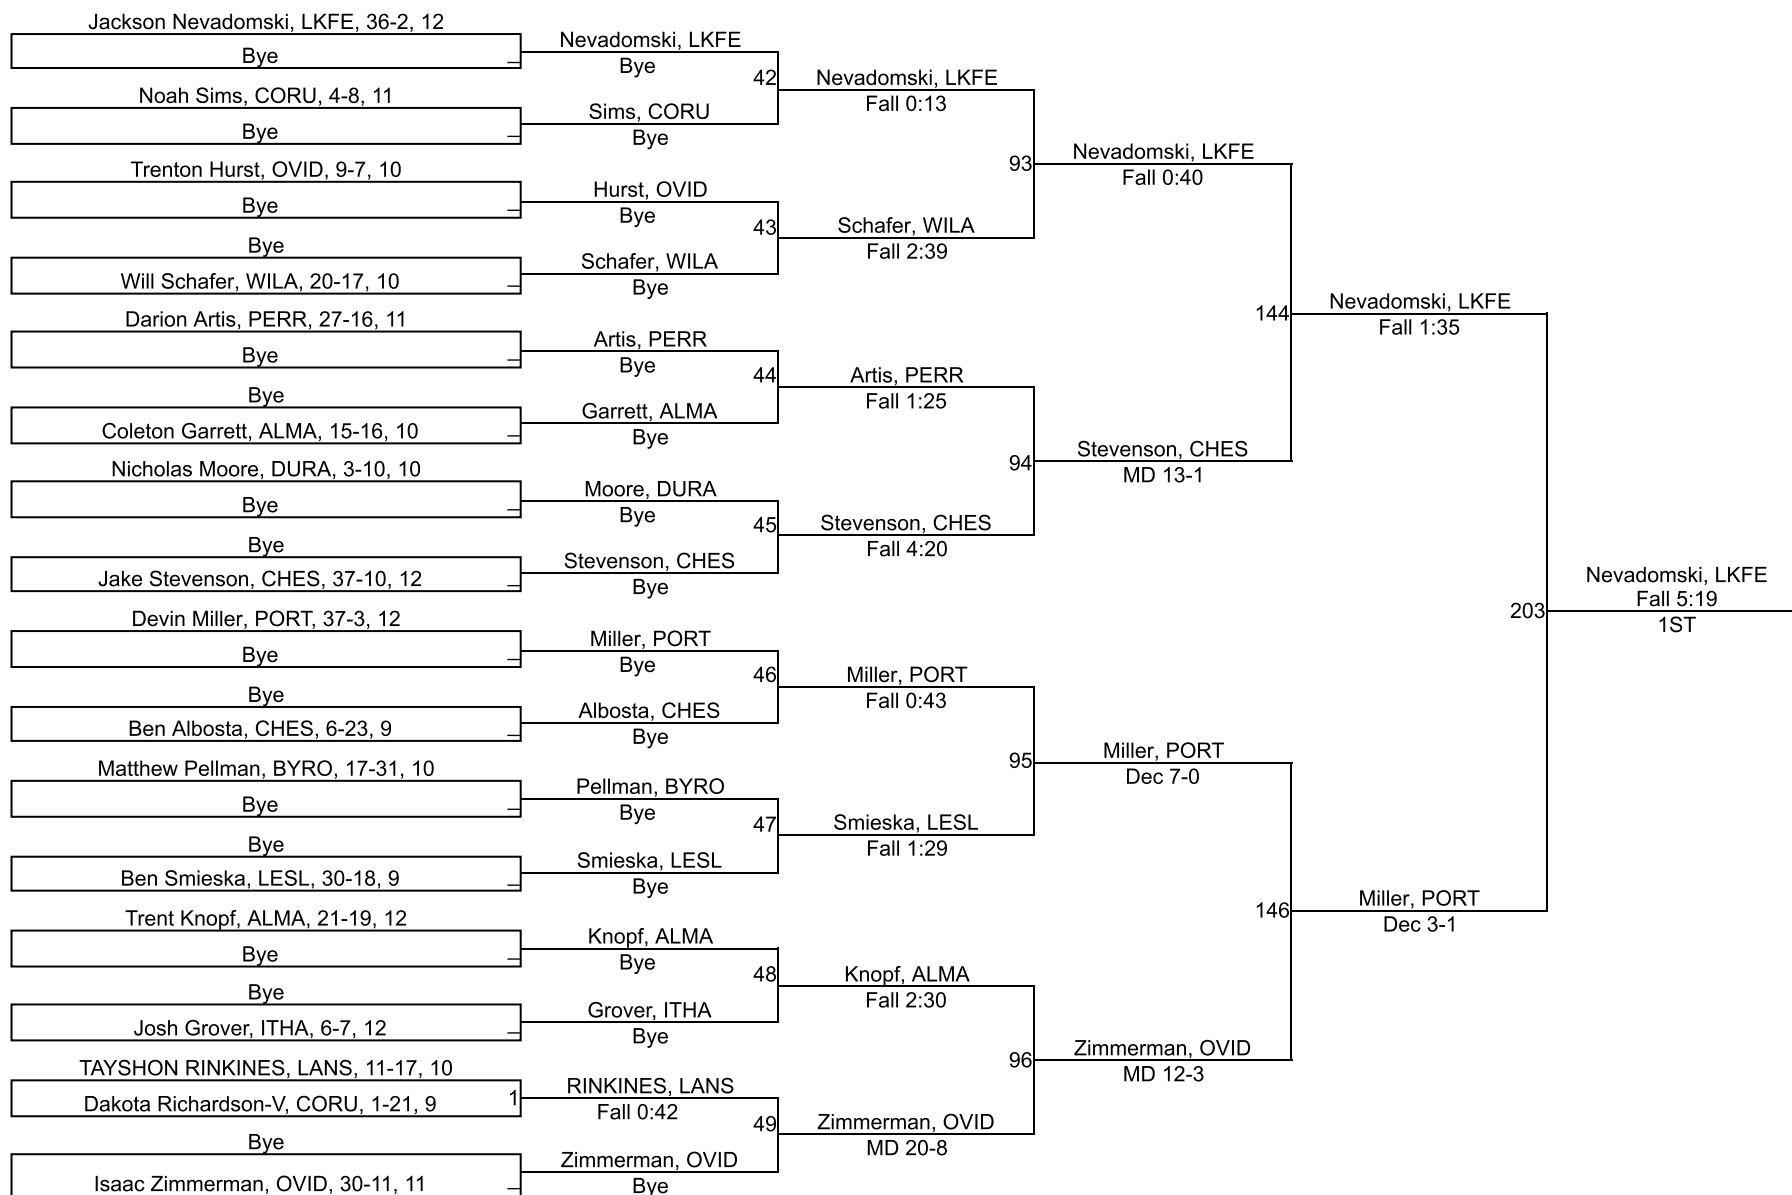 Jackson Nevadomski, LKFE, 36-2, 12
Bye
Noah Sims, CORU, 4-8, 11
Bye
Trenton Hurst, OVID, 9-7, 10
Bye
Bye
Will Schafer, WILA, 20-17, 10
Darion Artis, PERR, 27-16, 11
Bye
Bye
Coleton Garrett, ALMA, 15-16, 10
Nicholas Moore, DURA, 3-10, 10
Bye
Bye
Jake Stevenson, CHES, 37-10, 12
Devin Miller, PORT, 37-3, 12
Bye
Bye
Ben Albosta, CHES, 6-23, 9
Matthew Pellman, BYRO, 17-31, 10
Bye
Bye
Ben Smieska, LESL, 30-18, 9
Trent Knopf, ALMA, 21-19, 12
Bye
Bye
Josh Grover, ITHA, 6-7, 12
TAYSHON RINKINES, LANS, 11-17, 10
Dakota Richardson-V, CORU, 1-21, 9
1
Bye
Isaac Zimmerman, OVID, 30-11, 11
Nevadomski, LKFE
Bye
42
Sims, CORU
Bye
Hurst, OVID
Bye
43
Schafer, WILA
Bye
Artis, PERR
Bye
44
Garrett, ALMA
Bye
Moore, DURA
Bye
45
Stevenson, CHES
Bye
Miller, PORT
Bye
46
Albosta, CHES
Bye
Pellman, BYRO
Bye
47
Smieska, LESL
Bye
Knopf, ALMA
Bye
48
Grover, ITHA
Bye
RINKINES, LANS
Fall 0:42
49
Zimmerman, OVID
Bye
Nevadomski, LKFE
Fall 0:13
93
Schafer, WILA
Fall 2:39
Artis, PERR
Fall 1:25
94
Stevenson, CHES
Fall 4:20
Miller, PORT
Fall 0:43
95
Smieska, LESL
Fall 1:29
Knopf, ALMA
Fall 2:30
96
Zimmerman, OVID
MD 20-8
Nevadomski, LKFE
Fall 0:40
144
Stevenson, CHES
MD 13-1
Miller, PORT
Dec 7-0
146
Zimmerman, OVID
MD 12-3
Nevadomski, LKFE
Fall 1:35
203
Miller, PORT
Dec 3-1
Nevadomski, LKFE
Fall 5:19
1ST